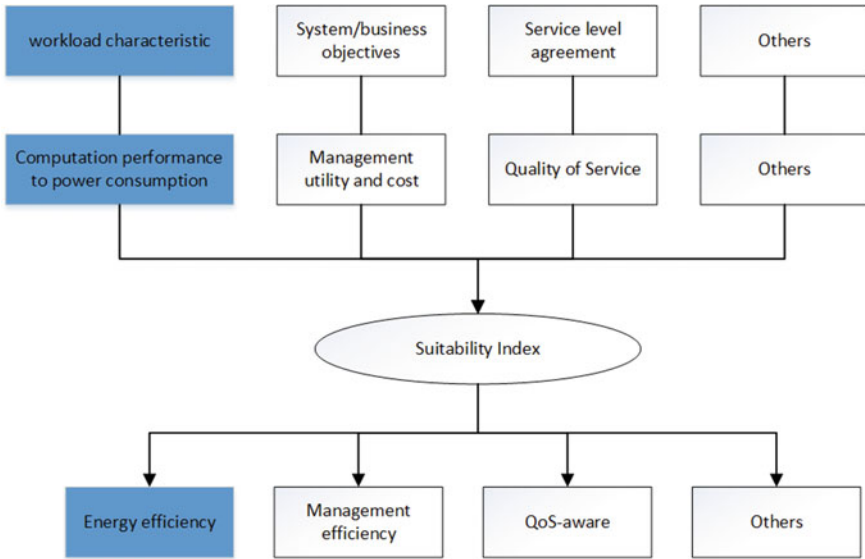 workload characteristic
System/business
objectives
Service level
agreement
Others
Computation performance
to power consumption
Management
utility and cost
Quality of Service
Others
Suitability Index
Energy efficiency
Management
efficiency
QoS-aware
Others